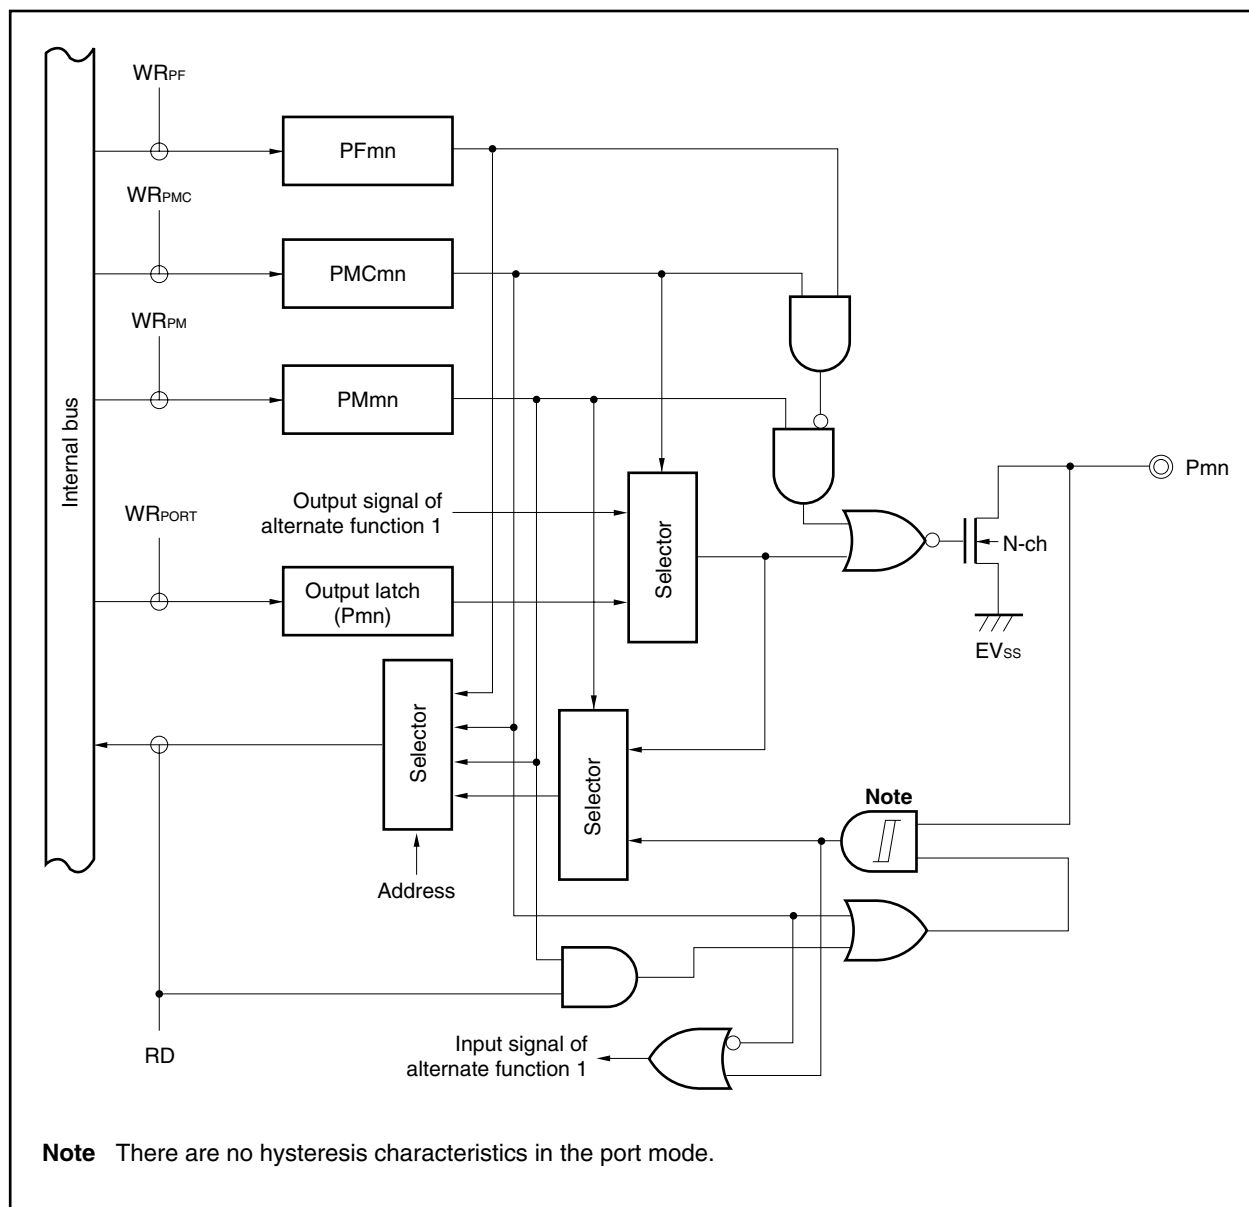 WRPF
PFmn
WRPMC
PMCmn
WRPM
PMmn
Internal bus
Output signal of
alternate function 1
WRPORT
Output latch
(Pmn)
Selector
N-ch
Pmn
EVSS
Selector
Selector
Address
Note
RD
Input signal of
alternate function 1
Note There are no hysteresis characteristics in the port mode.